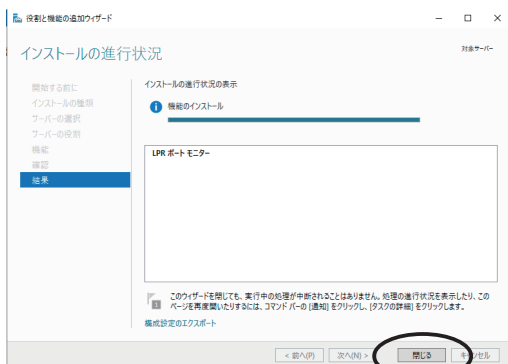 役割と機能の追加ウィザード
インストールの進行状況
対象サーバー
開始する前に
インストールの種類
サーバーの選択
サーバーの役割
機能
確認
結果
インストールの進行状況の表示
機能のインストール
LPR ポート モニター
このウィザードを閉じても、実行中の処理が中断されることはありません。処理の進行状況を表示したり、この
ページを再度開いたりするには、コマンド バーの [通知] をクリックし、[タスクの詳細] をクリックします。
構成設定のエクスポート
< 前へ(P)
次へ(N) >
閉じる
キャンセル